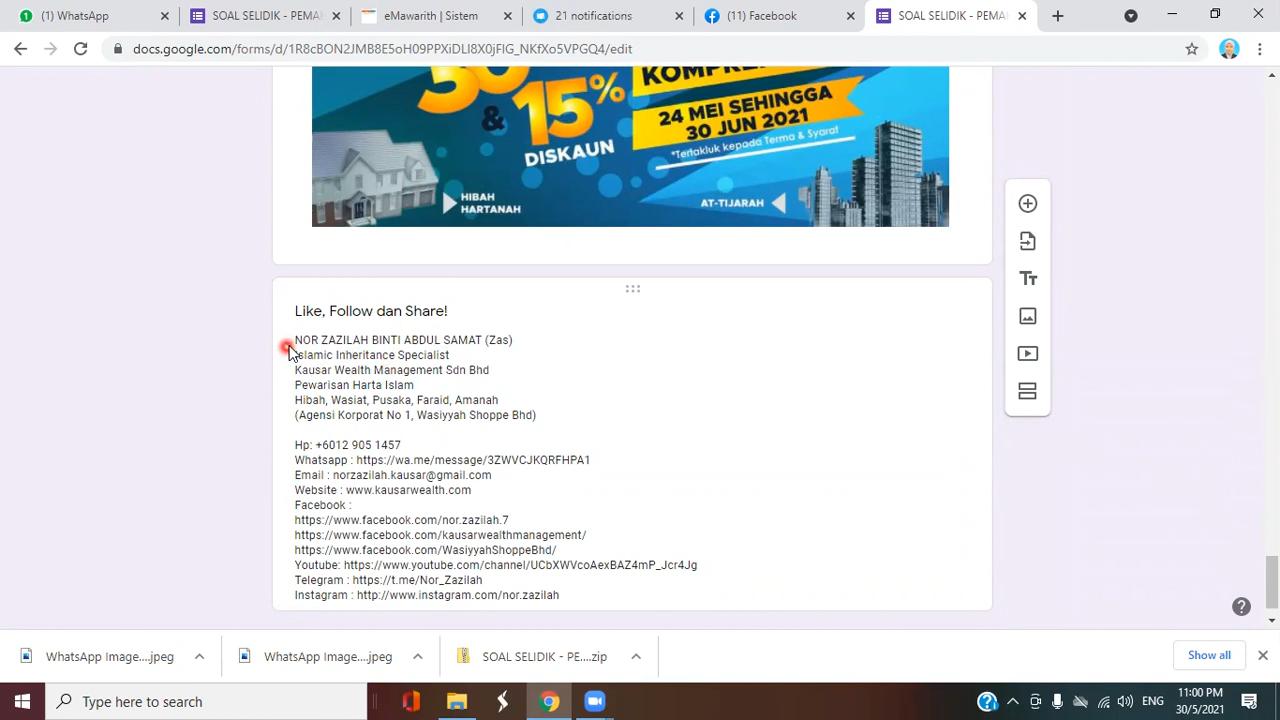 (1) WhatsApp
SOAL SELIDIK - PEMA
eMawarith | Sistem
21 notifications
(11) Facebook
SOAL SELIDIK - PEMA
docs.google.com/forms/d/1R8cBON2JMB8E5oH09PPXiDLl8X0jFlG_NKfXo5VPGQ4/edit
& 15%
DISKAUN
24 MEI SEHINGGA
30 JUN 2021
*Tertakluk kepada Terma & Syarat
HIBAH
HARTANAH
AT-TIJARAH
Like, Follow dan Share!
NOR ZAZILAH BINTI ABDUL SAMAT (Zas)
Islamic Inheritance Specialist
Kausar Wealth Management Sdn Bhd
Pewarisan Harta Islam
Hibah, Wasiat, Pusaka, Faraid, Amanah
(Agensi Korporat No 1, Wasiyyah Shoppe Bhd)
Hp: +6012 905 1457
Whatsapp : https://wa.me/message/3ZWVCJKQRFHPA1
Email : norzazilah.kausar@gmail.com
Website : www.kausarwealth.com
Facebook :
https://www.facebook.com/nor.zazilah.7
https://www.facebook.com/kausarwealthmanagement/
https://www.facebook.com/WasiyyahShoppeBhd/
Youtube: https://www.youtube.com/channel/UCbXWVcoAexBAZ4mP_Jcr4Jg
Telegram : https://t.me/Nor_Zazilah
Instagram : http://www.instagram.com/nor.zazilah
WhatsApp Image....jpeg
WhatsApp Image....jpeg
SOAL SELIDIK - PE....zip
Show all
Type here to search
ENG
11:00 PM
30/5/2021